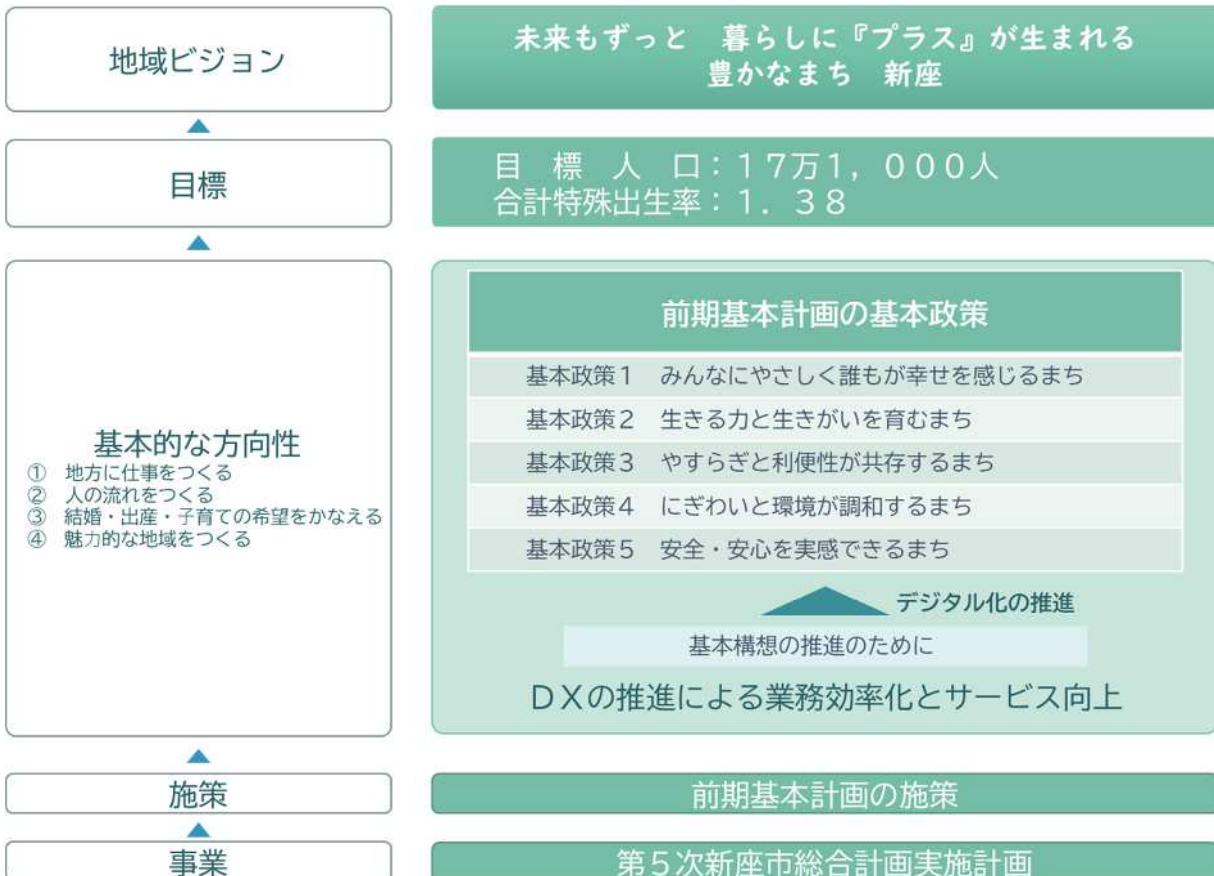 地域ビジョン
未来もずっと　暮らしに『プラス』が生まれる
豊かなまち　新座
目標
目　標　人　口：１７万１，０００人
合計特殊出生率：１．３８
基本的な方向性
①　地方に仕事をつくる
②　人の流れをつくる
③　結婚・出産・子育ての希望をかなえる
④　魅力的な地域をつくる
前期基本計画の基本政策
基本政策１　みんなにやさしく誰もが幸せを感じるまち
基本政策２　生きる力と生きがいを育むまち
基本政策３　やすらぎと利便性が共存するまち
基本政策４　にぎわいと環境が調和するまち
基本政策５　安全・安心を実感できるまち
デジタル化の推進
基本構想の推進のために
ＤＸの推進による業務効率化とサービス向上
施策
前期基本計画の施策
事業
第５次新座市総合計画実施計画